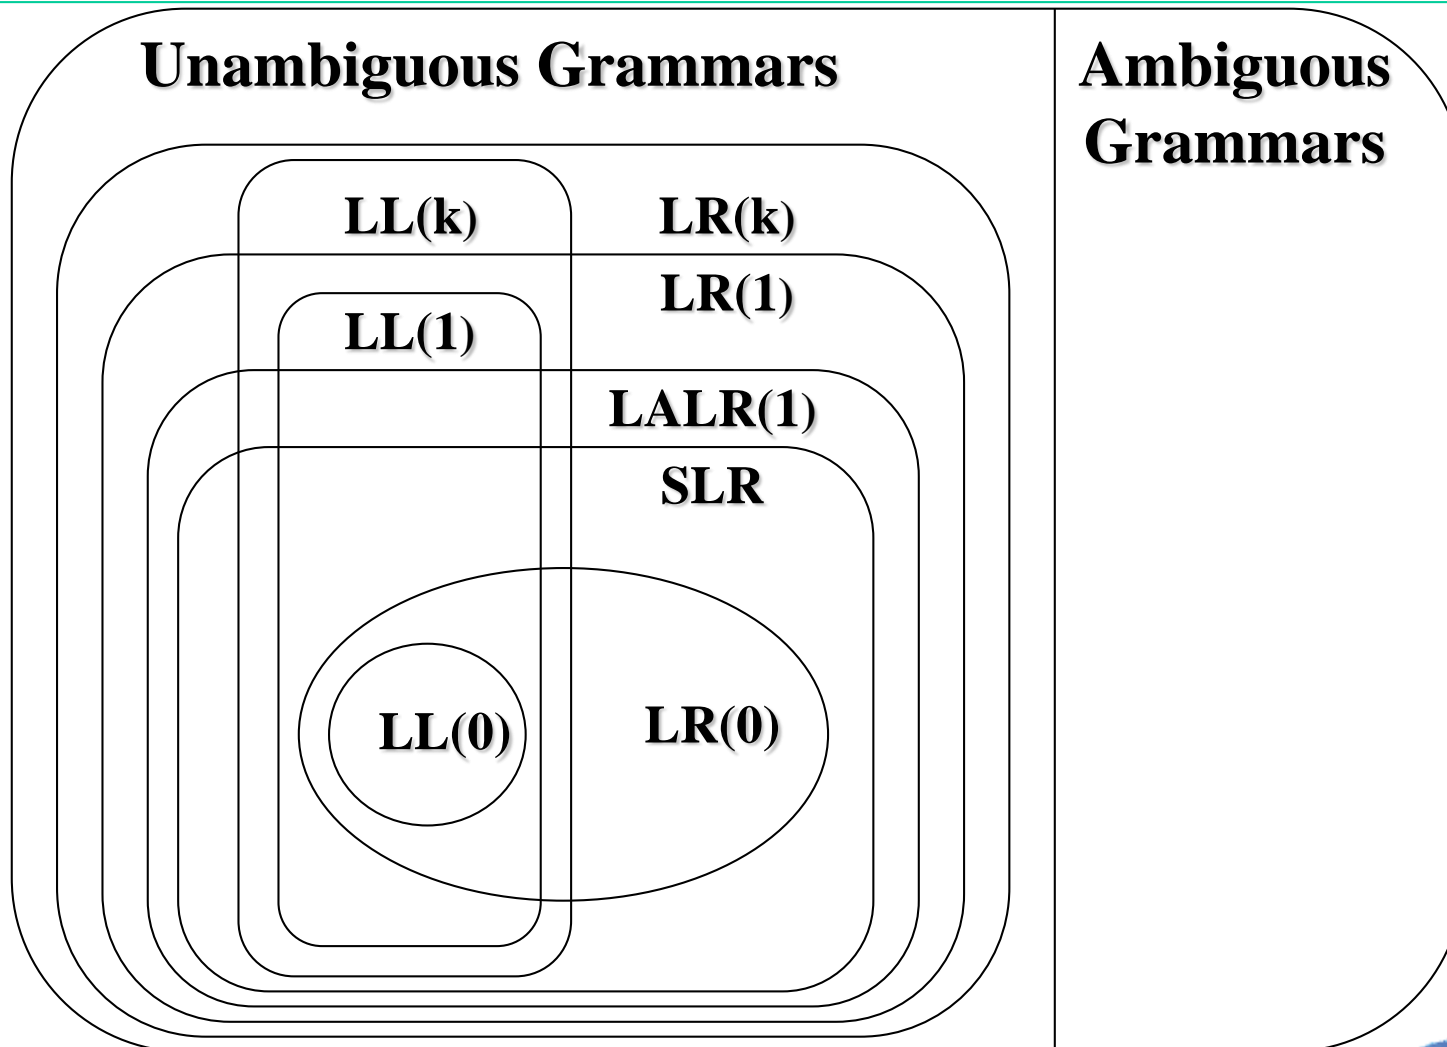 Unambiguous Grammars
Ambiguous
Grammars
LL(k)
LR(k)
LR(1)
LL(1)
LALR(1)
SLR
LL(0)
LR(0)